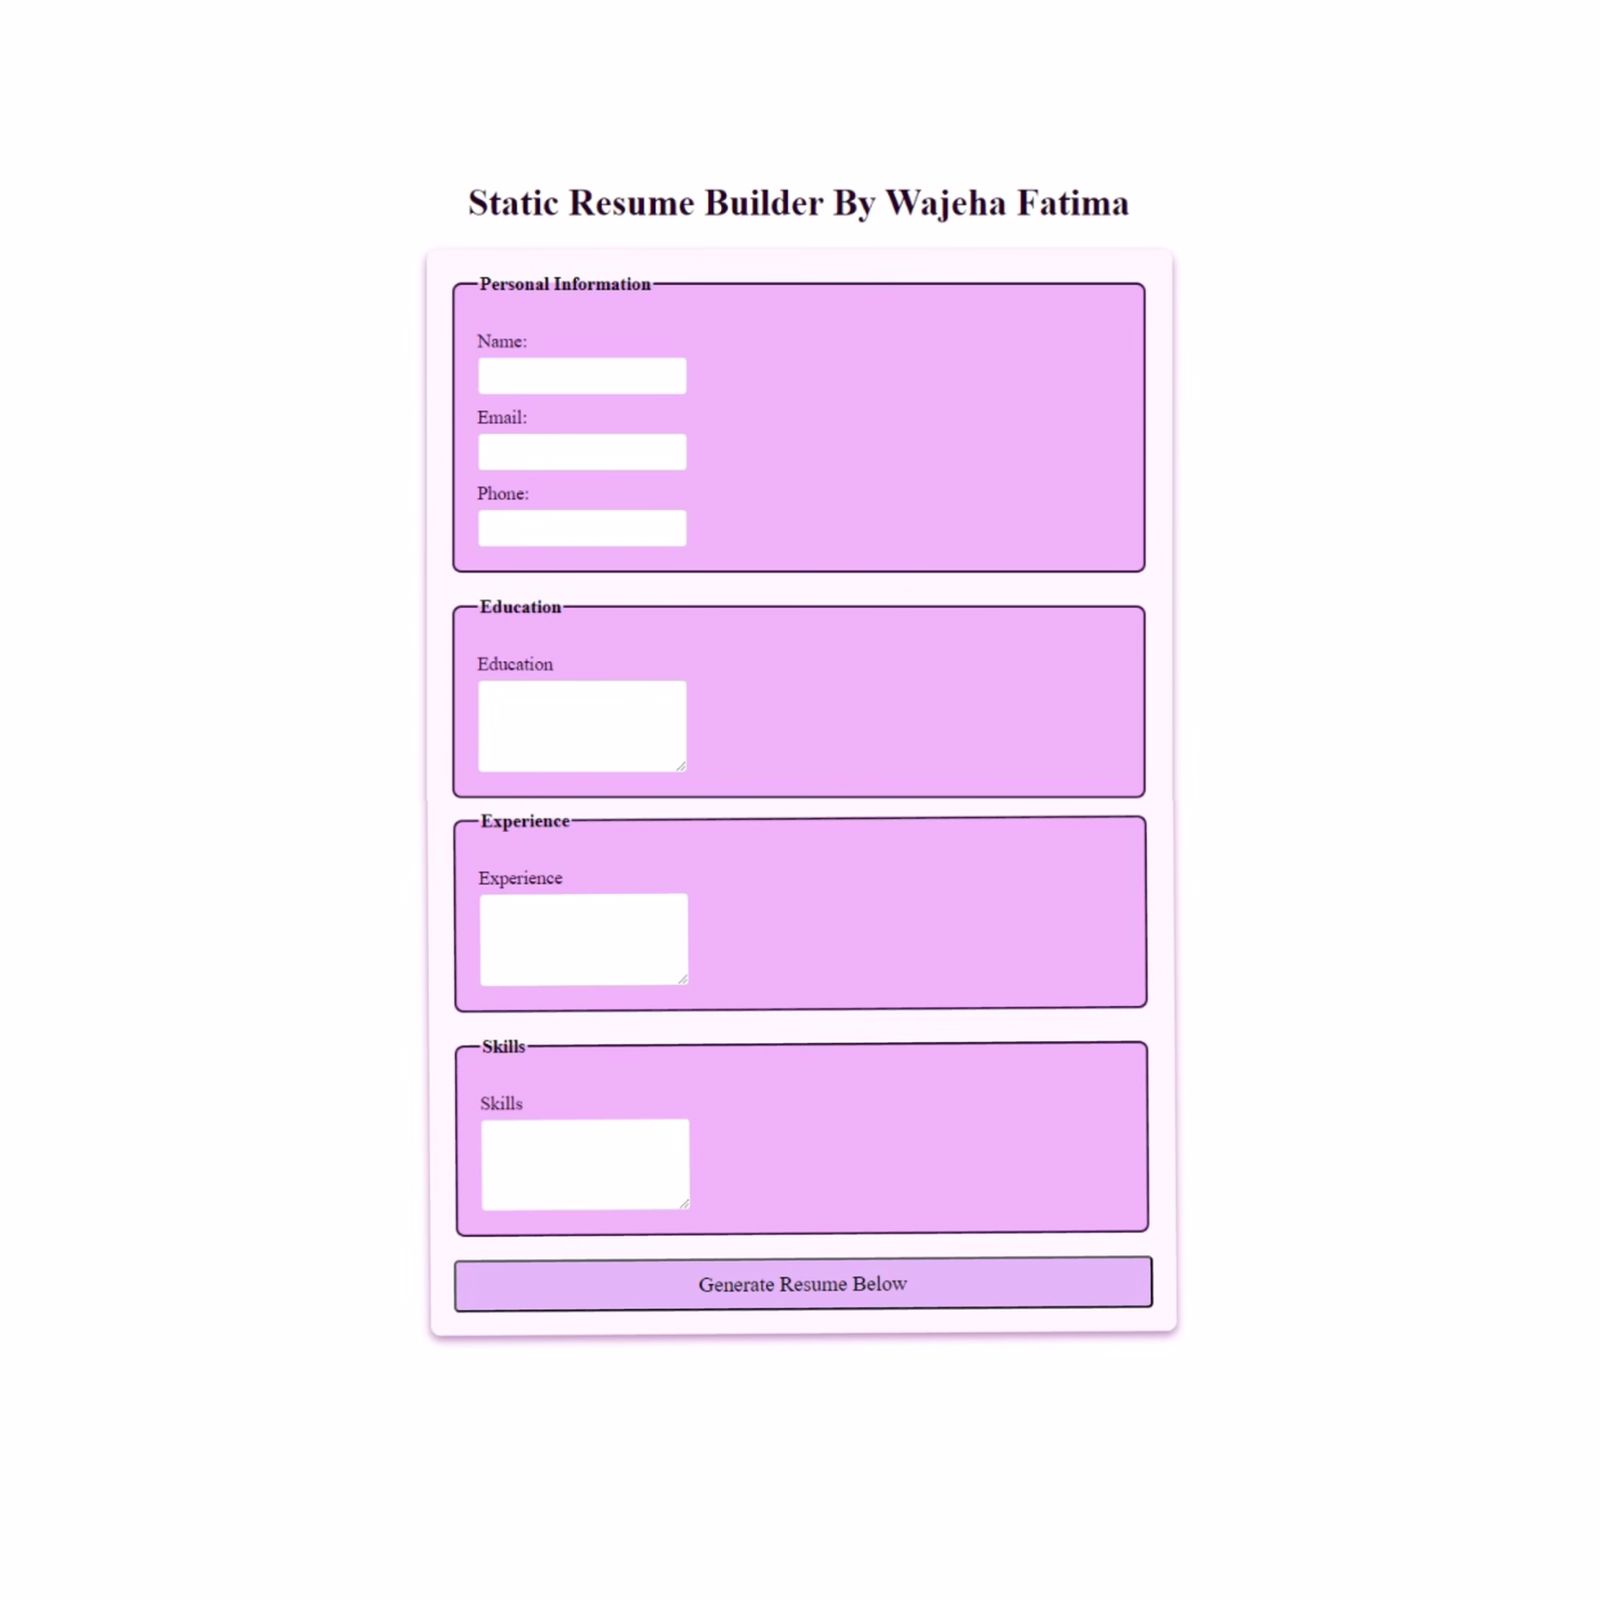 Static Resume Builder By Wajeha Fatima
Personal Information
Name:
Email:
Phone:
Education
Education
Experience
Experience
Skills
Skills
Generate Resume Below